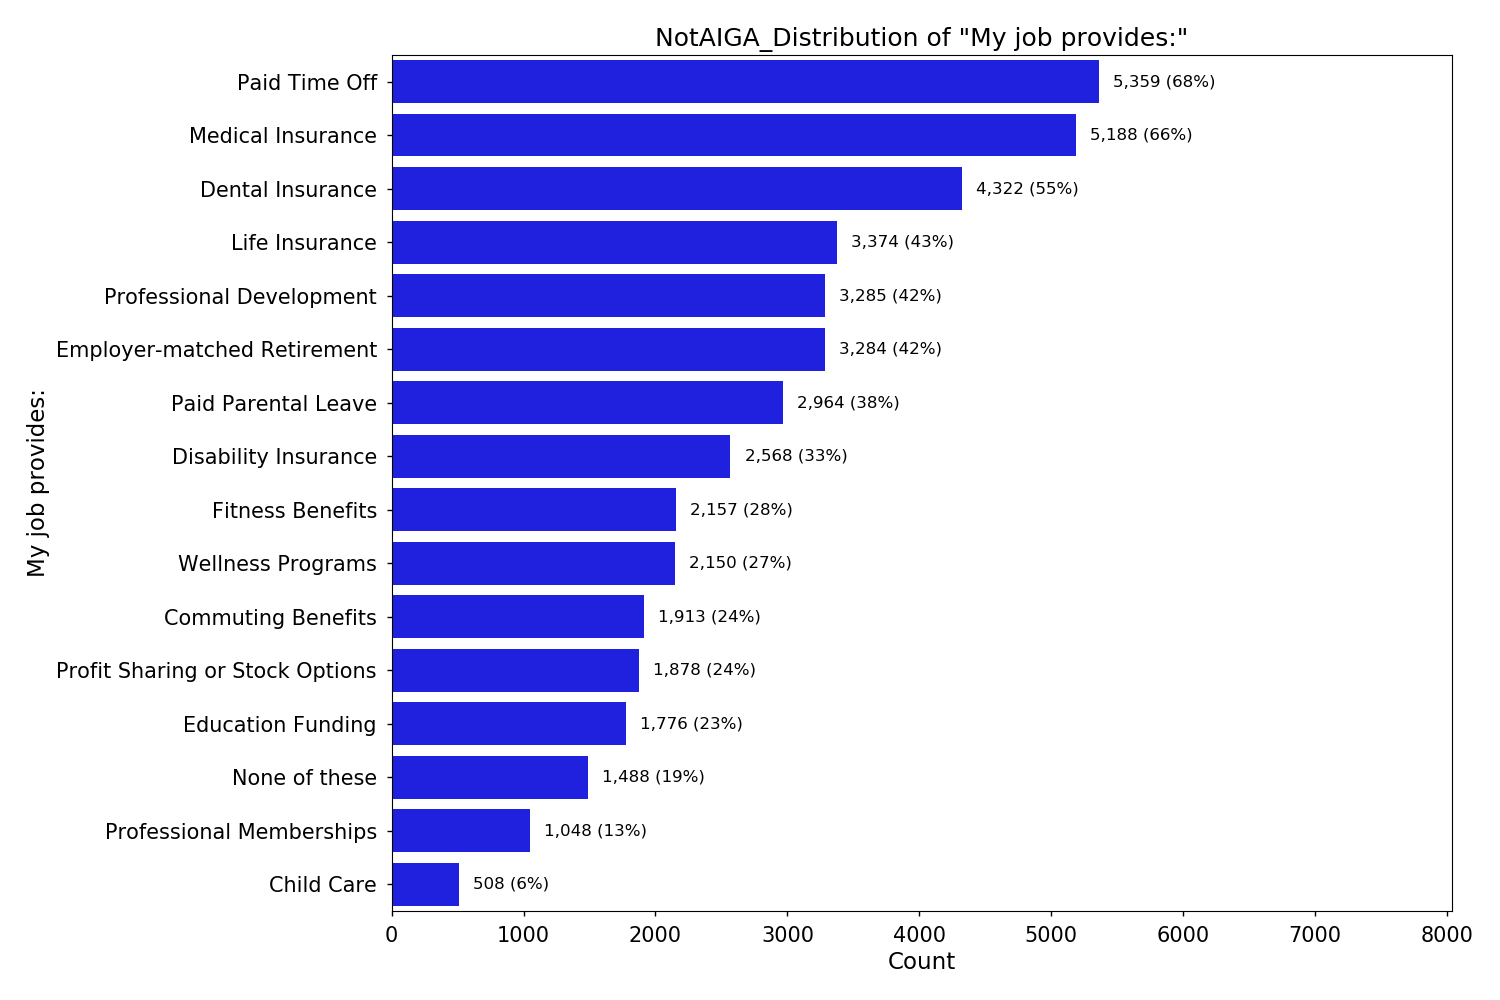 NotAIGA_Distribution of "My job provides:"
Paid Time Off 5,359 (68%)
Medical Insurance 5,188 (66%)
Dental Insurance 4,322 (55%)
Life Insurance 3,374 (43%)
Professional Development 3,285 (42%)
Employer-matched Retirement 3,284 (42%)
Paid Parental Leave 2,964 (38%)
Disability Insurance 2,568 (33%)
Fitness Benefits 2,157 (28%)
Wellness Programs 2,150 (27%)
Commuting Benefits 1,913 (24%)
Profit Sharing or Stock Options 1,878 (24%)
Education Funding 1,776 (23%)
None of these 1,488 (19%)
Professional Memberships 1,048 (13%)
Child Care 508 (6%)
My job provides:
0 1000 2000 3000 4000 5000 6000 7000 8000
Count